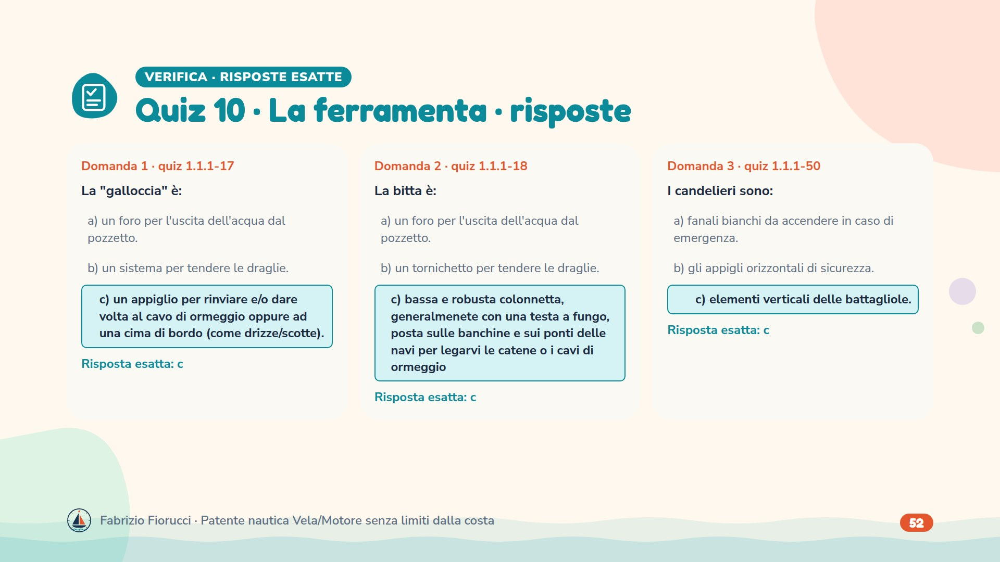 VERIFICA · RISPOSTE ESATTE
Quiz 10 · La ferramenta · risposte
Domanda 1 · quiz 1.1.1-17
La "galloccia" è:
a) un foro per l'uscita dell'acqua dal
pozzetto.
b) un sistema per tendere le draglie.
c) un appiglio per rinviare e/o dare
volta al cavo di ormeggio oppure ad
una cima di bordo (come drizze/scotte).
Risposta esatta: c
Domanda 2 · quiz 1.1.1-18
La bitta è:
a) un foro per l'uscita dell'acqua dal
pozzetto.
b) un tornichetto per tendere le draglie.
c) bassa e robusta colonnetta,
generalmenete con una testa a fungo,
posta sulle banchine e sui ponti delle
navi per legarvi le catene o i cavi di
ormeggio
Risposta esatta: c
Domanda 3 · quiz 1.1.1-50
I candelieri sono:
a) fanali bianchi da accendere in caso di
emergenza.
b) gli appigli orizzontali di sicurezza.
c) elementi verticali delle battagliole.
Risposta esatta: c
Fabrizio Fiorucci · Patente nautica Vela/Motore senza limiti dalla costa
52